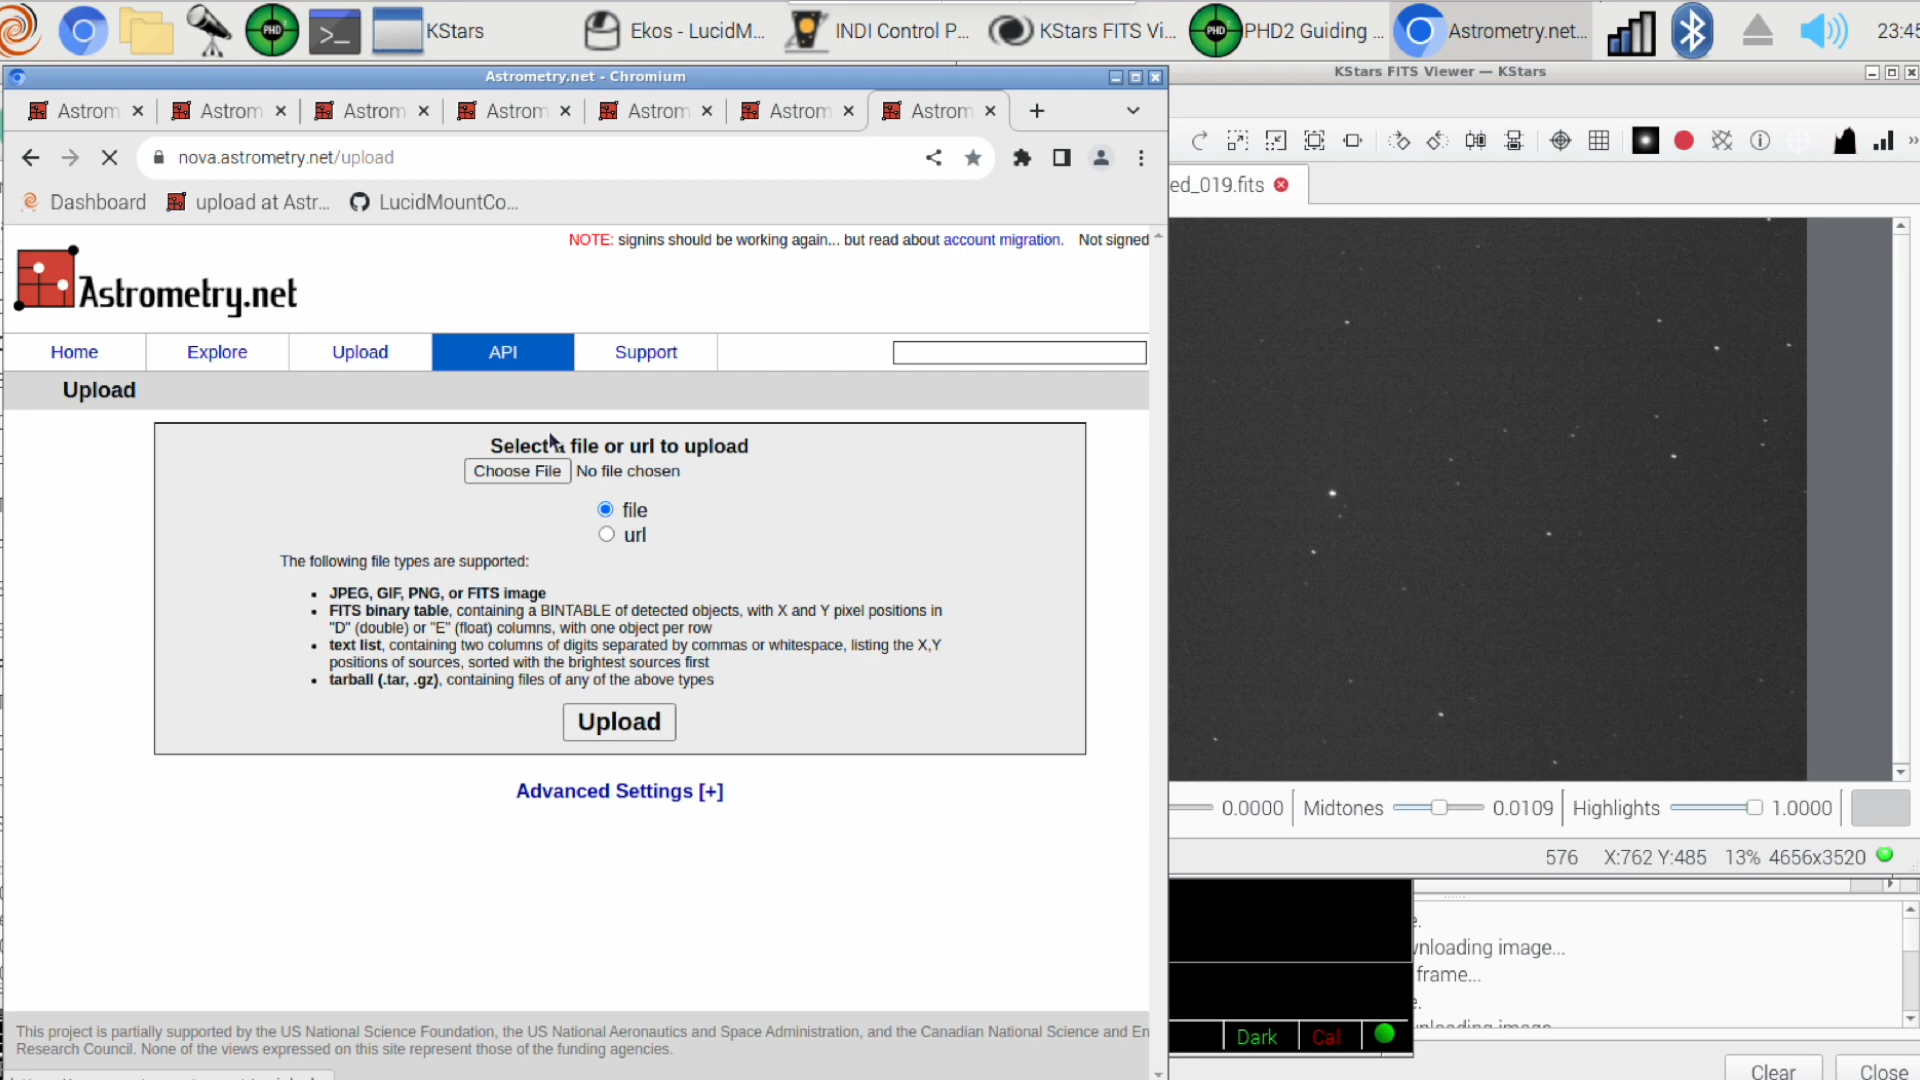 KStars
Ekos - LucidM...
INDI Control P...
KStars FITS Vi...
PHD2 Guiding ...
Astrometry.net...
23:45
Astrometry.net - Chromium
KStars FITS Viewer — KStars
Astrom
Astrom
Astrom
Astrom
Astrom
Astrom
Astrom
nova.astrometry.net/upload
Dashboard
upload at Astr...
LucidMountCo...
ed_019.fits
NOTE: signins should be working again... but read about account migration. Not signed
Astrometry.net
Home
Explore
Upload
API
Support
Upload
Select a file or url to upload
Choose File No file chosen
file
url
The following file types are supported:
• JPEG, GIF, PNG, or FITS image
• FITS binary table, containing a BINTABLE of detected objects, with X and Y pixel positions in
"D" (double) or "E" (float) columns, with one object per row
• text list, containing two columns of digits separated by commas or whitespace, listing the X,Y
positions of sources, sorted with the brightest sources first
• tarball (.tar, .gz), containing files of any of the above types
Upload
Advanced Settings [+]
0.0000
Midtones
0.0109
Highlights
1.0000
576
X:762 Y:485
13%
4656x3520
wnloading image...
frame...
Dark
Cal
Clear
Close
This project is partially supported by the US National Science Foundation, the US National Aeronautics and Space Administration, and the Canadian National Science and En
Research Council. None of the views expressed on this site represent those of the funding agencies.